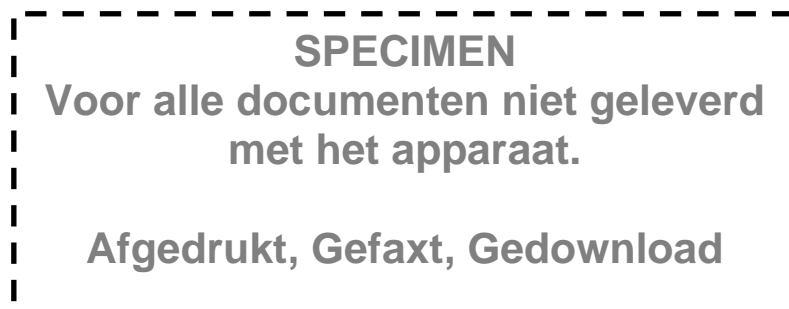 SPECIMEN
Voor alle documenten niet geleverd
met het apparaat.
Afgedrukt, Gefaxt, Gedownload